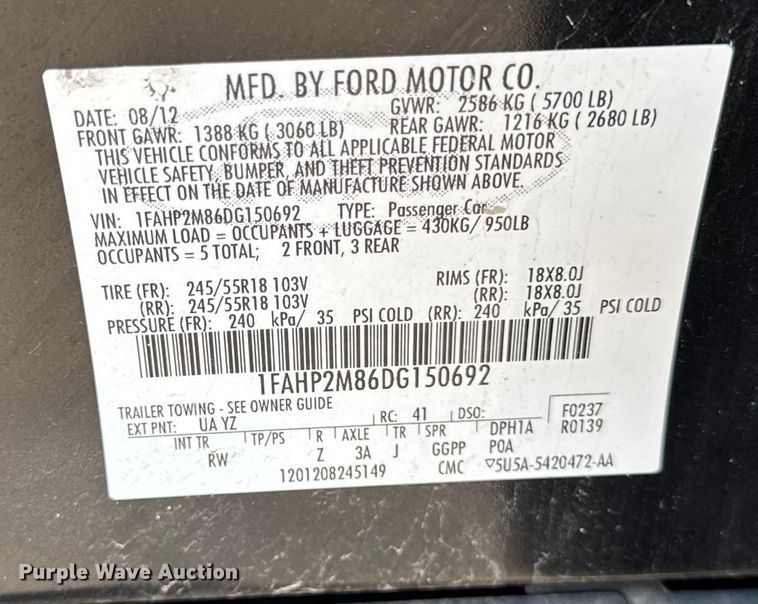 MFD. BY FORD MOTOR CO.
DATE: 08/12 GVWR: 2586 KG ( 5700 LB)
FRONT GAWR: 1388 KG ( 3060 LB) REAR GAWR: 1216 KG ( 2680 LB)
THIS VEHICLE CONFORMS TO ALL APPLICABLE FEDERAL MOTOR
VEHICLE SAFETY, BUMPER, AND THEFT PREVENTION STANDARDS
IN EFFECT ON THE DATE OF MANUFACTURE SHOWN ABOVE.
VIN: 1FAHP2M86DG150692 TYPE: Passenger Car
MAXIMUM LOAD = OCCUPANTS + LUGGAGE = 430KG/ 950LB
OCCUPANTS = 5 TOTAL; 2 FRONT, 3 REAR
TIRE (FR): 245/55R18 103V RIMS (FR): 18X8.0J
(RR): 245/55R18 103V (RR): 18X8.0J
PRESSURE (FR): 240 kPa/ 35 PSI COLD (RR): 240 kPa/ 35 PSI COLD
1FAHP2M86DG150692
TRAILER TOWING - SEE OWNER GUIDE F0237
EXT PNT: UA YZ RC: 41 DSO: R0139
INT TR TP/PS R AXLE TR SPR DPH1A
RW Z 3A J GGPP P0A
1201208245149 CMC ▽5U5A-5420472-AA
Purple Wave Auction